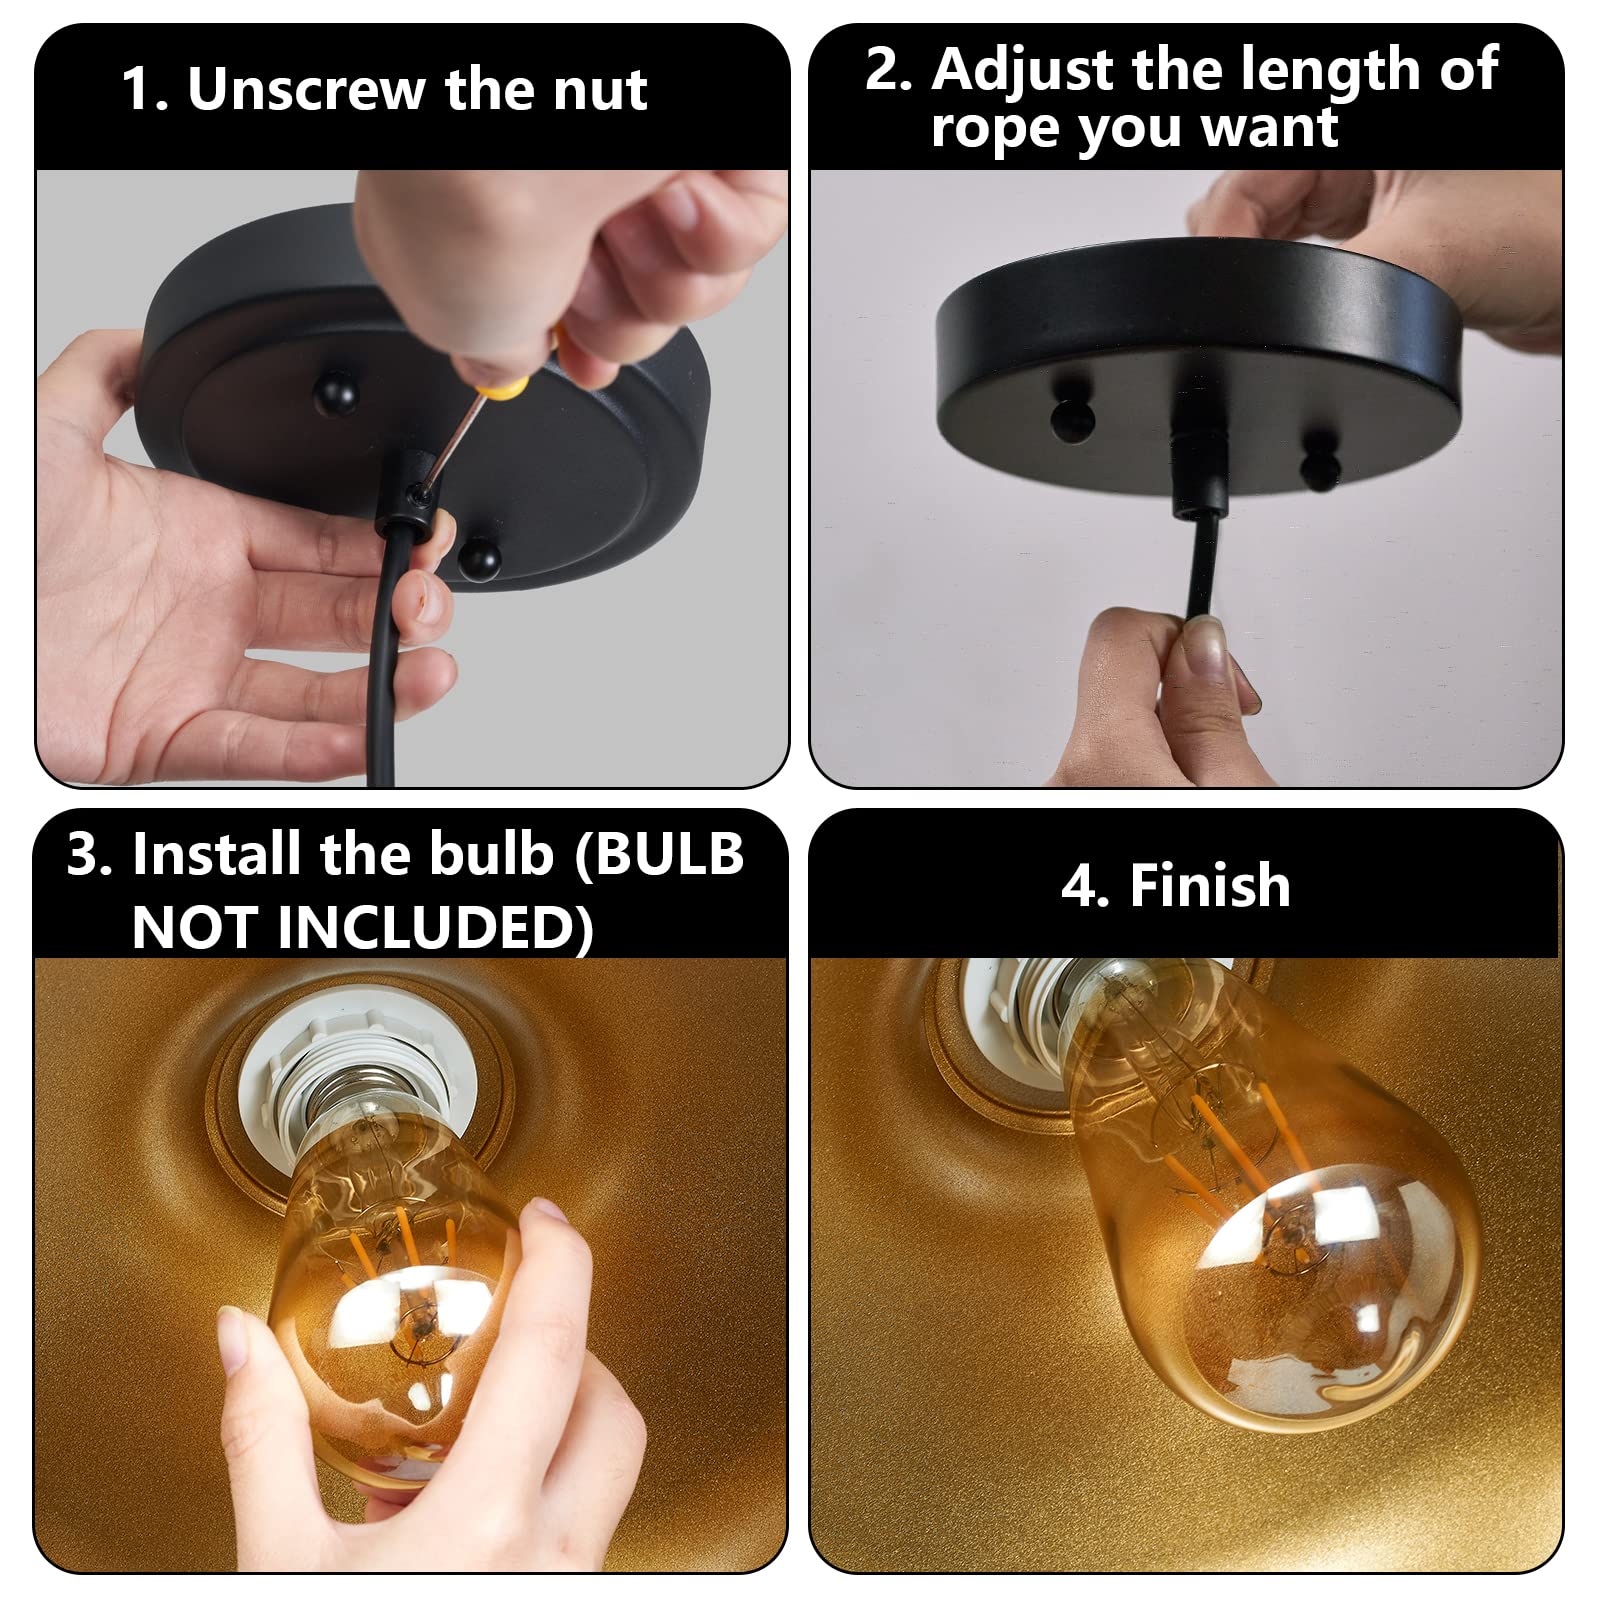 1. Unscrew the nut
2. Adjust the length of
rope you want
3. Install the bulb (BULB
NOT INCLUDED)
4. Finish